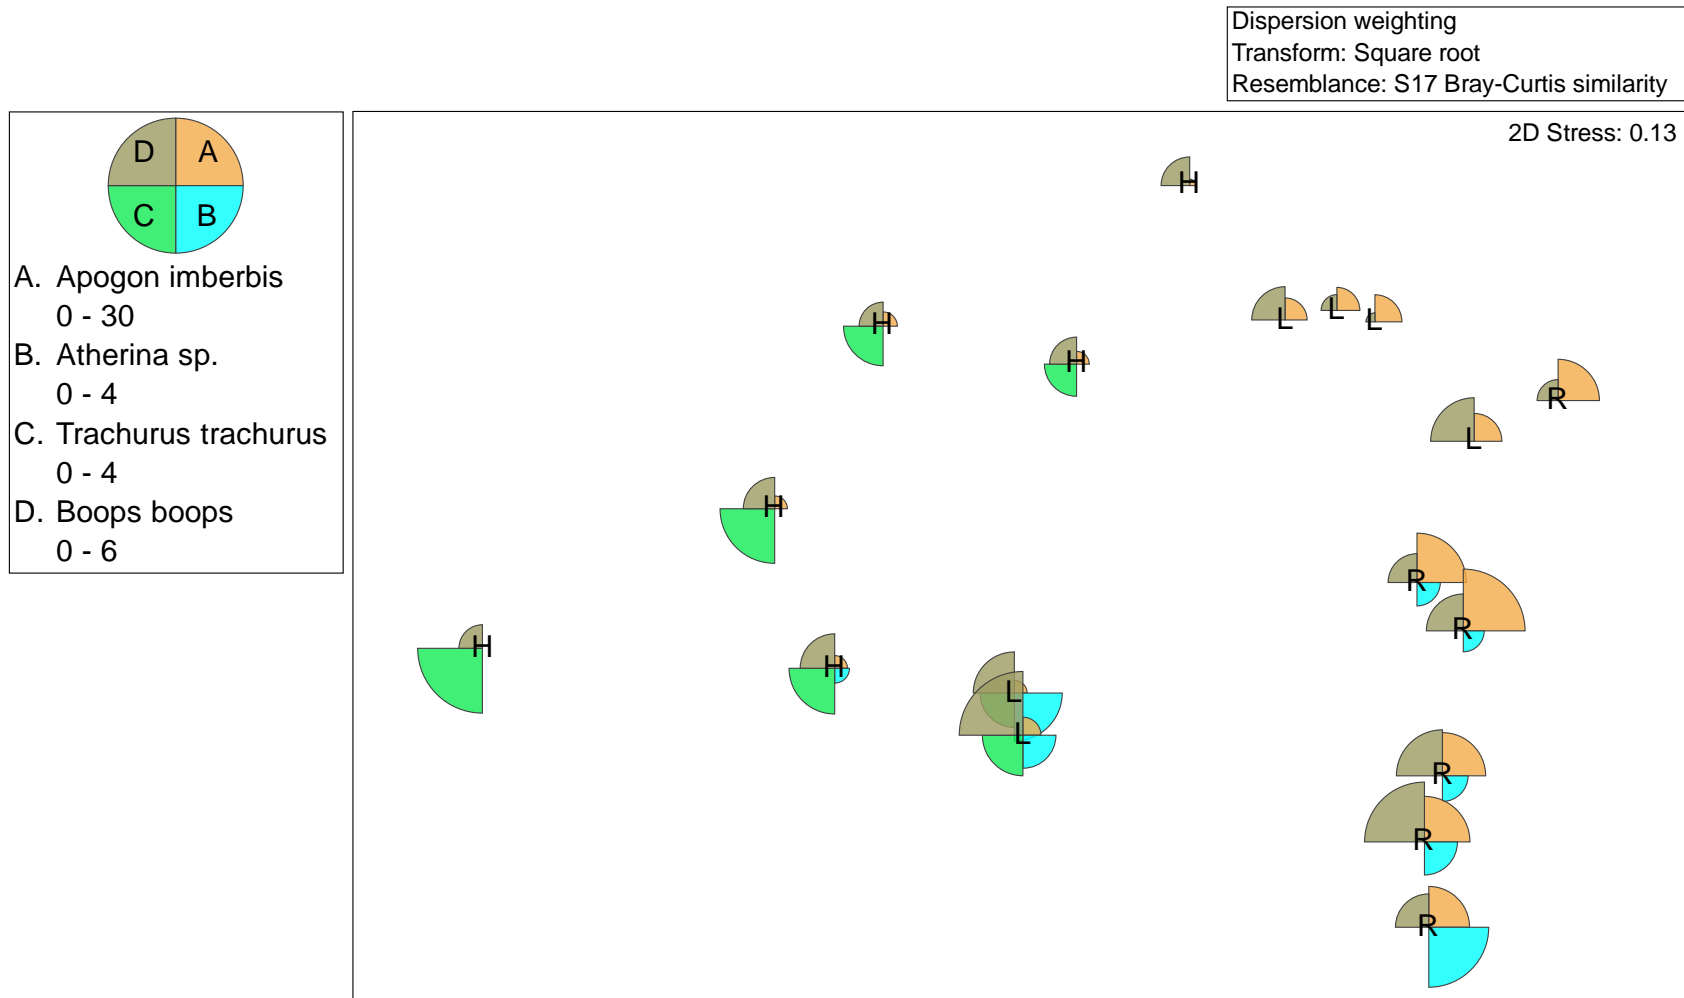 Dispersion weighting
Transform: Square root
Resemblance: S17 Bray-Curtis similarity
2D Stress: 0.13
D A
C B
A. Apogon imberbis
0 - 30
B. Atherina sp.
0 - 4
C. Trachurus trachurus
0 - 4
D. Boops boops
0 - 6
H
L
L
L
H
H
R
L
H
R
R
H
H
L
L
R
R
R